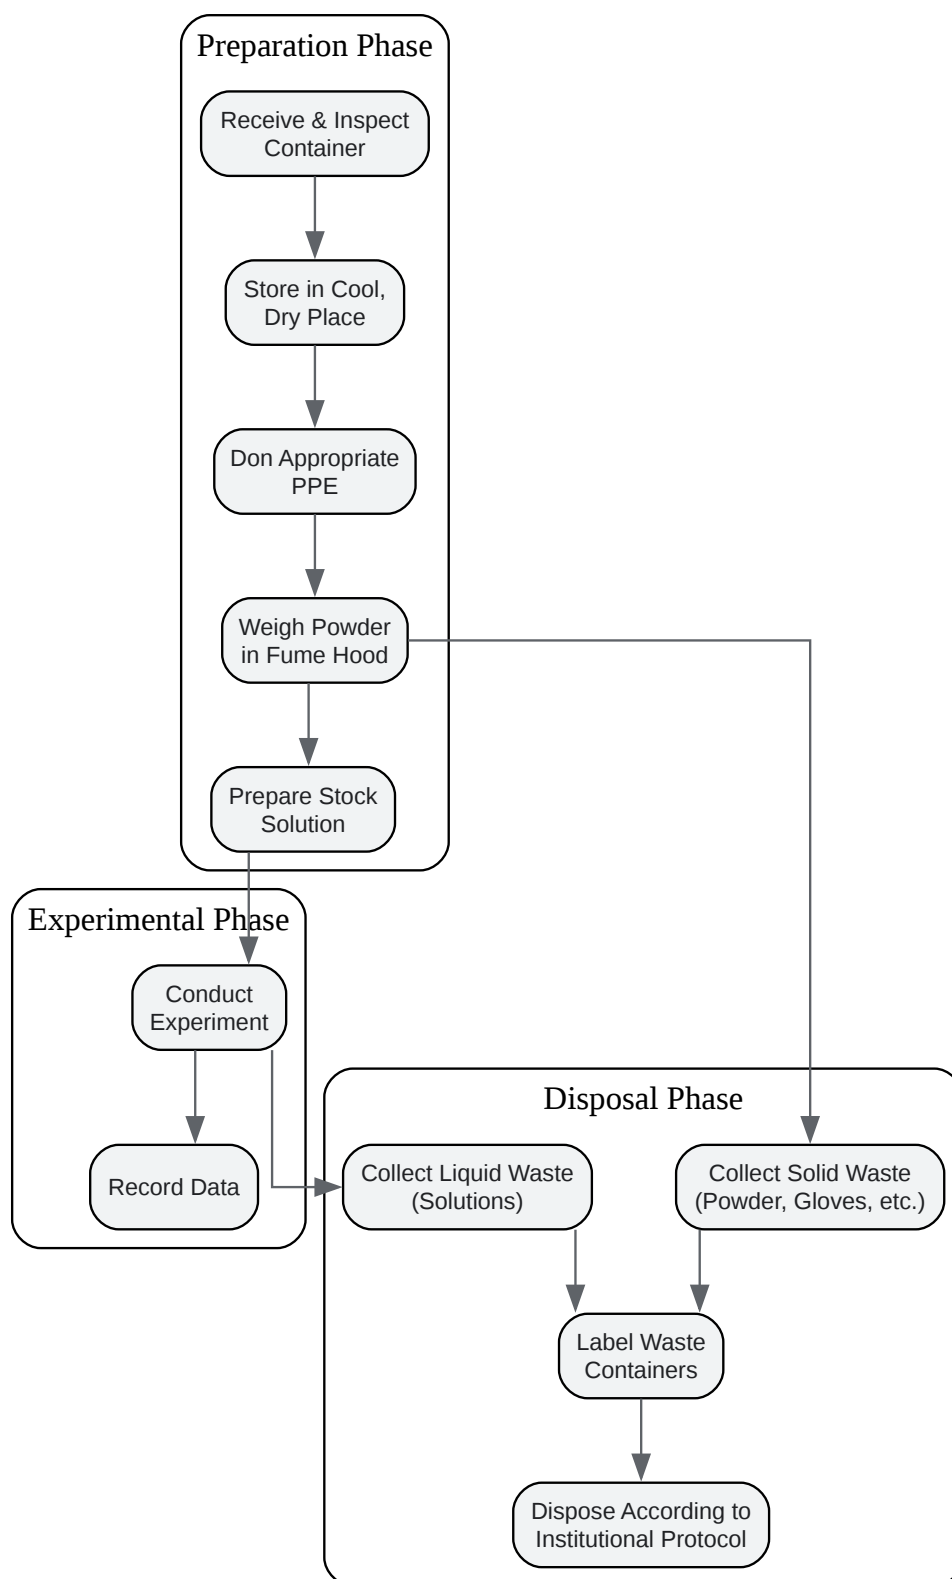 Preparation Phase
Receive & Inspect
Container
Store in Cool,
Dry Place
Don Appropriate
PPE
Weigh Powder
in Fume Hood
Prepare Stock
Solution
Experimental Phase
Conduct
Experiment
Record Data
Disposal Phase
Collect Liquid Waste
(Solutions)
Collect Solid Waste
(Powder, Gloves, etc.)
Label Waste
Containers
Dispose According to
Institutional Protocol